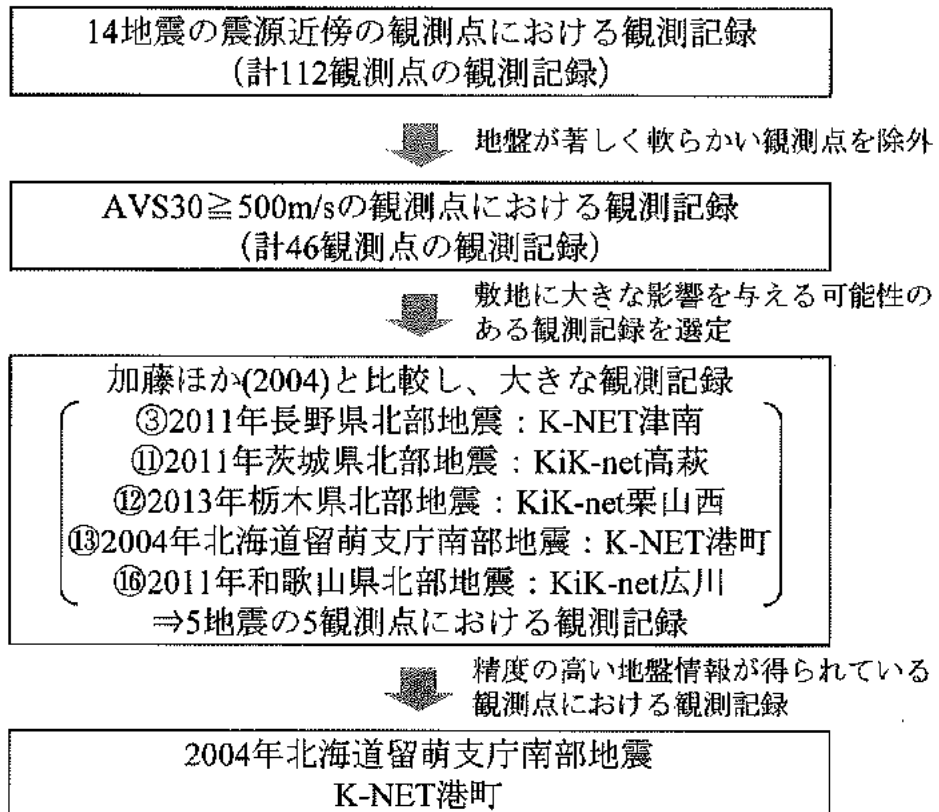 14地震の震源近傍の観測点における観測記録
(計112観測点の観測記録)
地盤が著しく軟らかい観測点を除外
AVS30≧500m/sの観測点における観測記録
(計46観測点の観測記録)
敷地に大きな影響を与える可能性の
ある観測記録を選定
加藤ほか(2004)と比較し、大きな観測記録
③2011年長野県北部地震：K-NET津南
⑪2011年茨城県北部地震：KiK-net高萩
⑫2013年栃木県北部地震：KiK-net栗山西
⑬2004年北海道留萌支庁南部地震：K-NET港町
⑯2011年和歌山県北部地震：KiK-net広川
⇒5地震の5観測点における観測記録
精度の高い地盤情報が得られている
観測点における観測記録
2004年北海道留萌支庁南部地震
K-NET港町